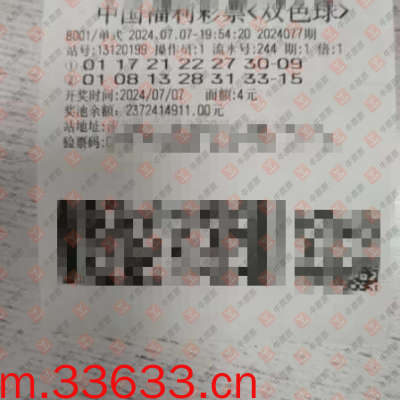 中国福利彩票<双色球>
8001/单式 2024.07.07-19:54:20 2024077期
站号:13120199 操作员:1 流水号:244 期:1 倍:1
① 01 17 21 22 27 30-09
② 01 08 13 28 31 33-15
开奖时间:2024/07/07 面额:4元
奖池余额: 2372414911.00元
站地址:
验票码:
m.33633.cn